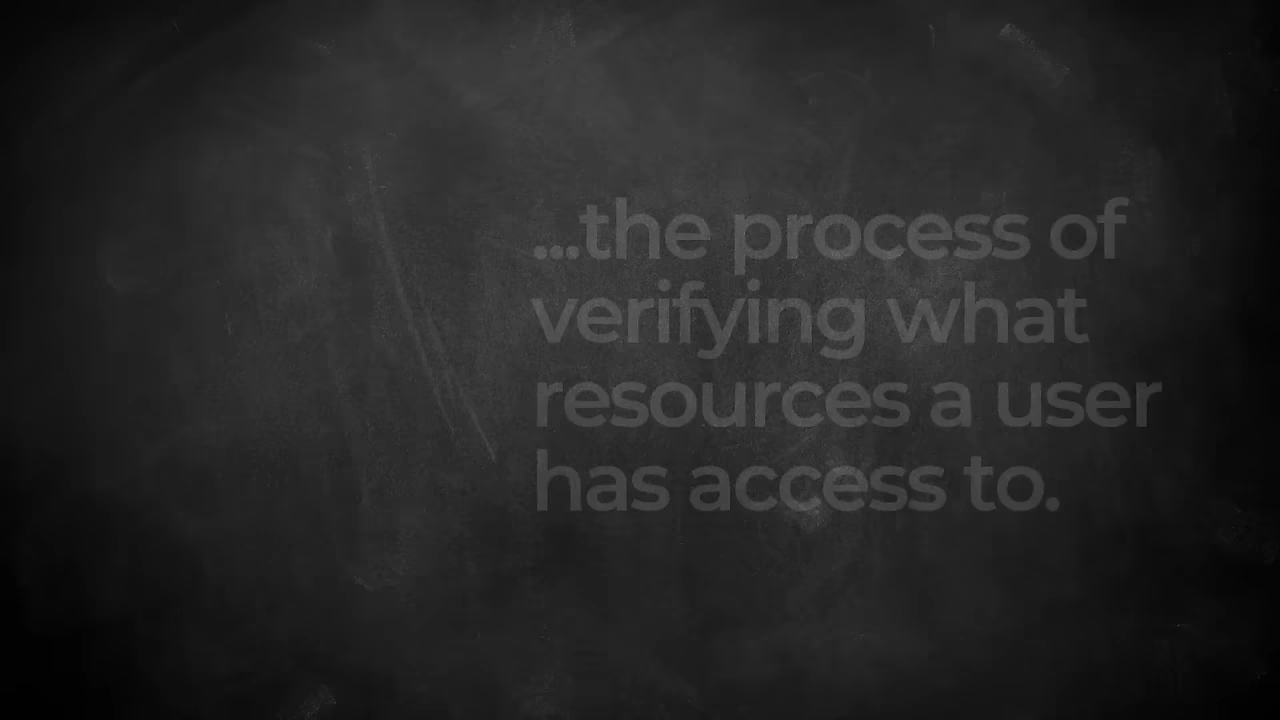 ...the process of
verifying what
resources a user
has access to.